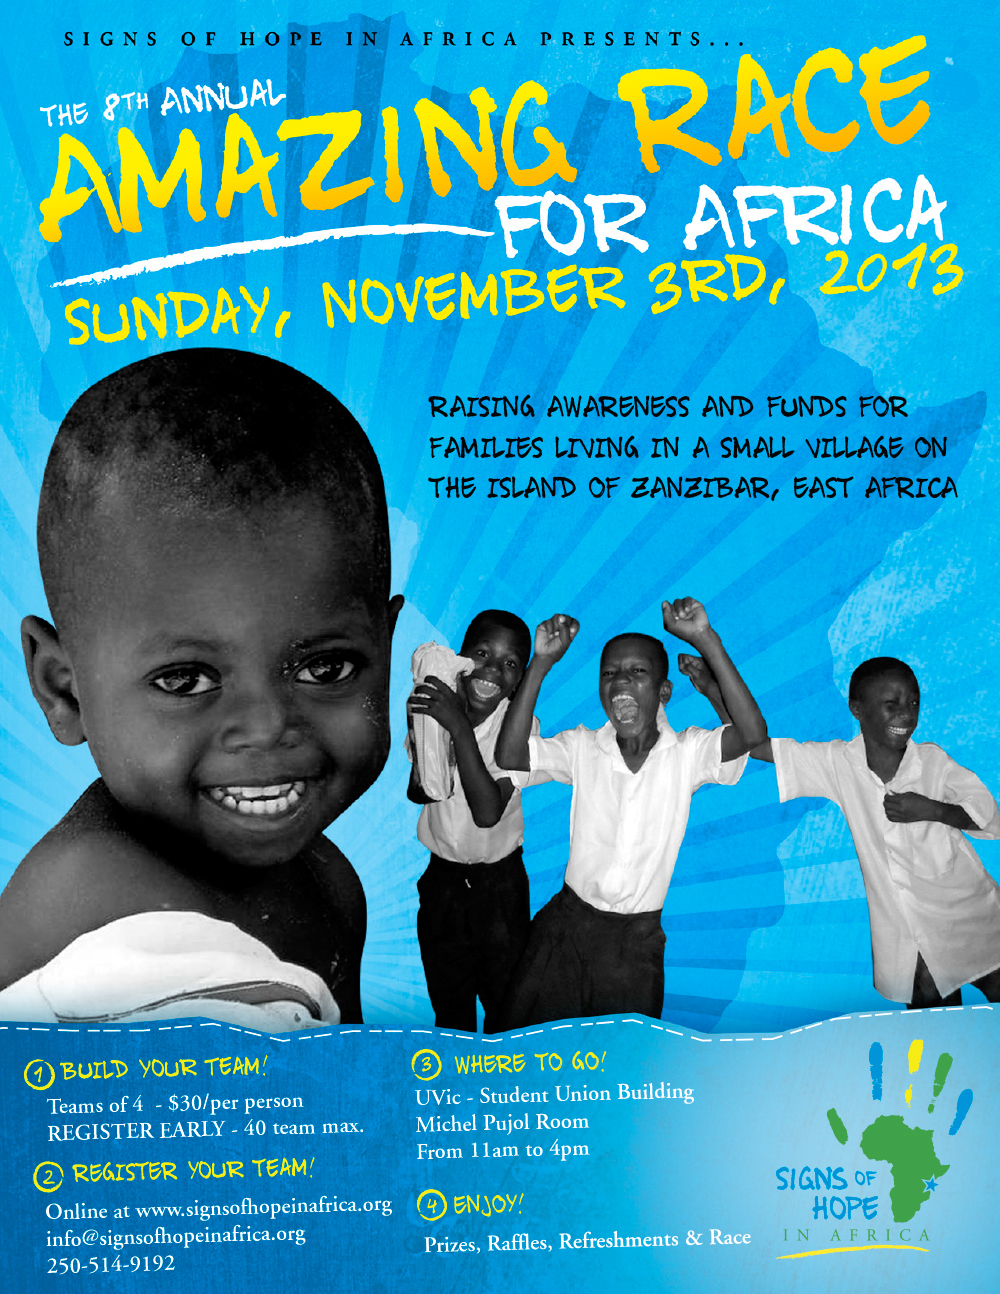 SIGNS OF HOPE IN AFRICA PRESENTS...
THE 8TH ANNUAL
AMAZING RACE
FOR AFRICA
SUNDAY, NOVEMBER 3RD, 2013
RAISING AWARENESS AND FUNDS FOR
FAMILIES LIVING IN A SMALL VILLAGE ON
THE ISLAND OF ZANZIBAR, EAST AFRICA
1 BUILD YOUR TEAM!
Teams of 4 - $30/per person
REGISTER EARLY - 40 team max.
2 REGISTER YOUR TEAM!
Online at www.signsofhopeinafrica.org
info@signsofhopeinafrica.org
250-514-9192
3 WHERE TO GO!
UVic - Student Union Building
Michel Pujol Room
From 11am to 4pm
4 ENJOY!
Prizes, Raffles, Refreshments & Race
SIGNS OF
HOPE
IN AFRICA